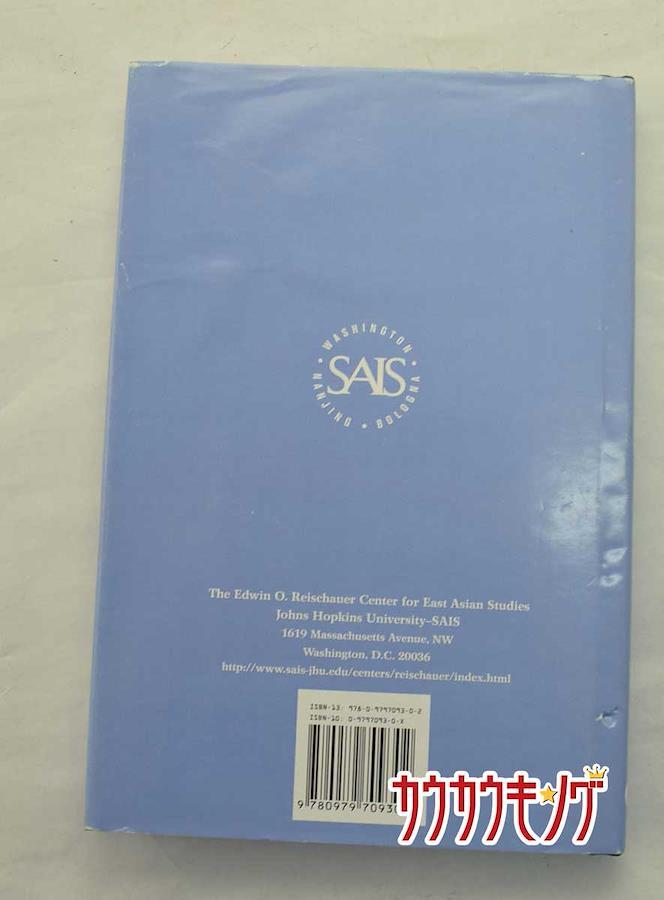 WASHINGTON
SAIS
NANJING • BOLOGNA
The Edwin O. Reischauer Center for East Asian Studies
Johns Hopkins University–SAIS
1619 Massachusetts Avenue, NW
Washington, D.C. 20036
http://www.sais-jhu.edu/centers/reischauer/index.html
ISBN-13: 978-0-9797093-0-2
ISBN-10: 0-9797093-0-X
9 780979 7093
カウカウキング